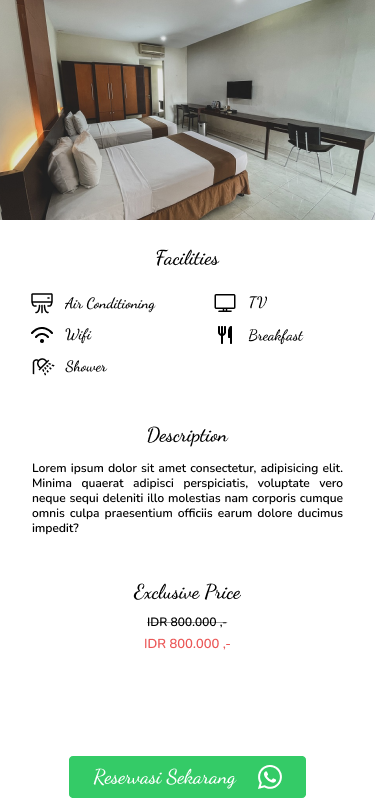 Facilities
Air Conditioning
TV
Wifi
Breakfast
Shower
Description
Lorem ipsum dolor sit amet consectetur, adipisicing elit.
Minima quaerat adipisci perspiciatis, voluptate vero
neque sequi deleniti illo molestias nam corporis cumque
omnis culpa praesentium officiis earum dolore ducimus
impedit?
Exclusive Price
IDR 800.000 ,-
IDR 800.000 ,-
Reservasi Sekarang